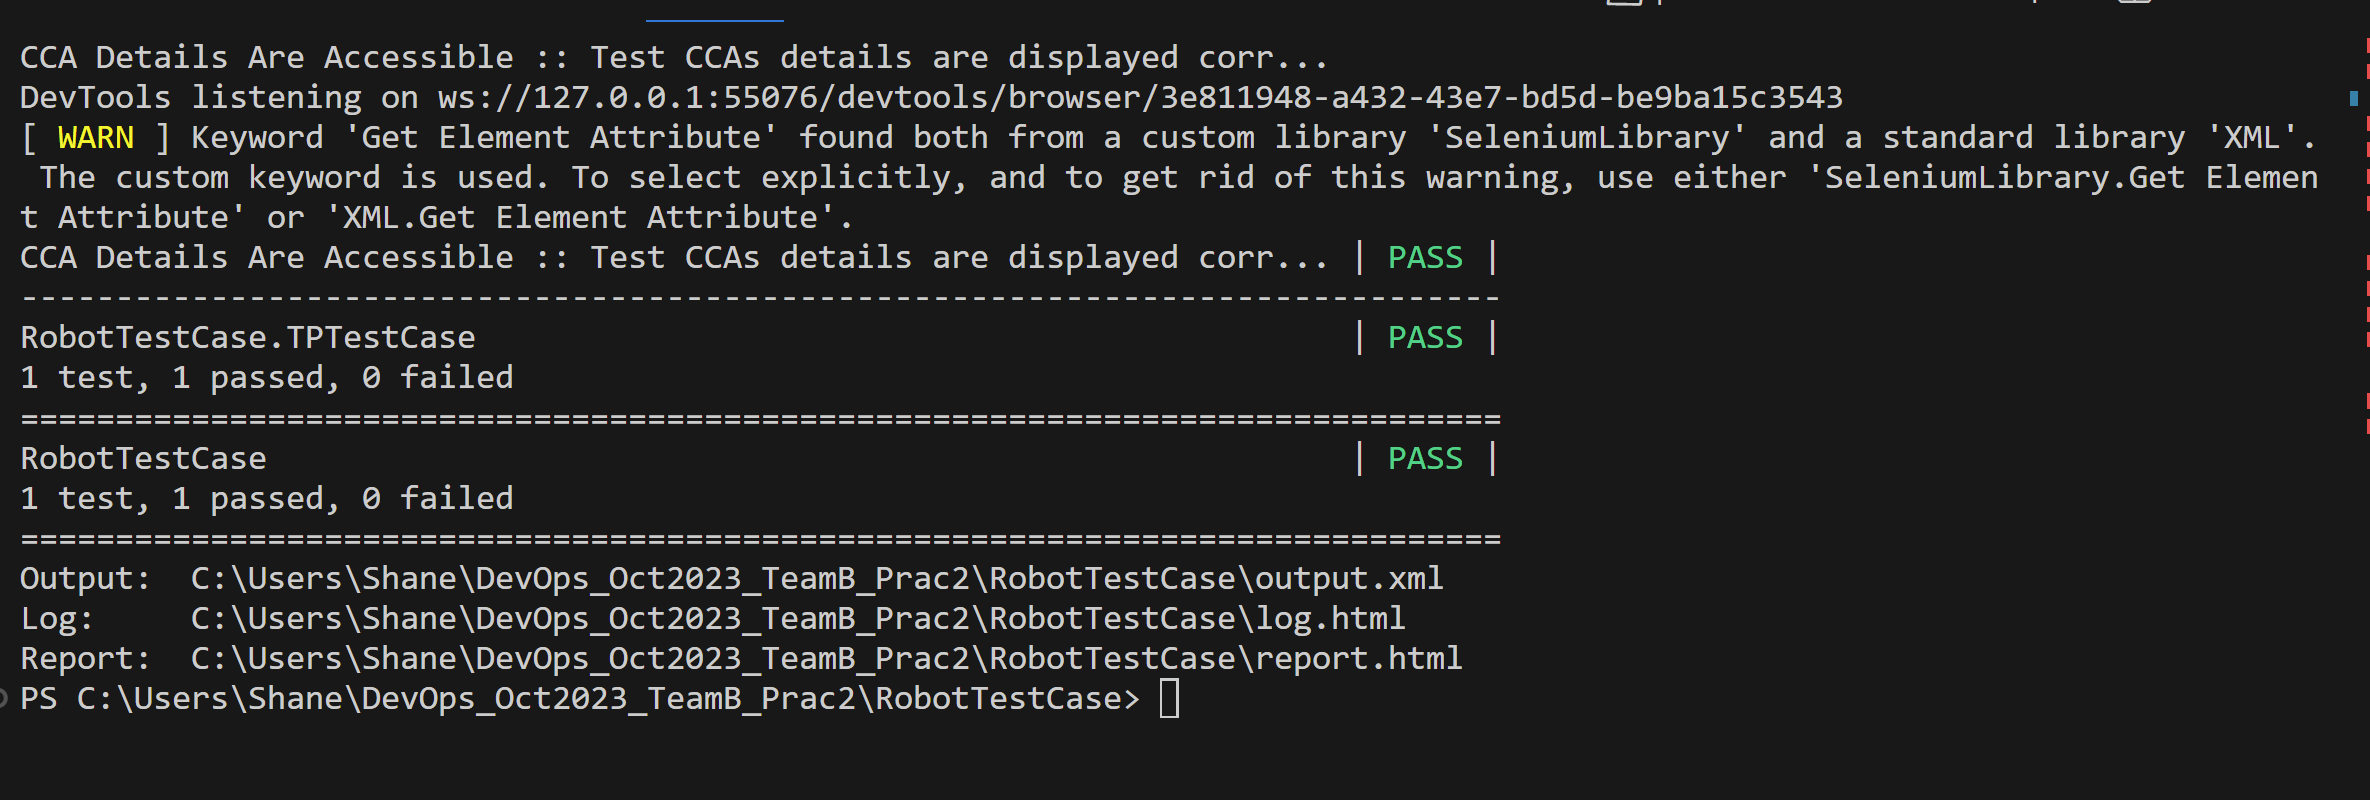 CCA Details Are Accessible :: Test CCAs details are displayed corr...
DevTools listening on ws://127.0.0.1:55076/devtools/browser/3e811948-a432-43e7-bd5d-be9ba15c3543
[ WARN ] Keyword 'Get Element Attribute' found both from a custom library 'SeleniumLibrary' and a standard library 'XML'.
 The custom keyword is used. To select explicitly, and to get rid of this warning, use either 'SeleniumLibrary.Get Elemen
t Attribute' or 'XML.Get Element Attribute'.
CCA Details Are Accessible :: Test CCAs details are displayed corr... | PASS |
------------------------------------------------------------------------------
RobotTestCase.TPTestCase                                              | PASS |
1 test, 1 passed, 0 failed
==============================================================================
RobotTestCase                                                         | PASS |
1 test, 1 passed, 0 failed
==============================================================================
Output:  C:\Users\Shane\DevOps_Oct2023_TeamB_Prac2\RobotTestCase\output.xml
Log:     C:\Users\Shane\DevOps_Oct2023_TeamB_Prac2\RobotTestCase\log.html
Report:  C:\Users\Shane\DevOps_Oct2023_TeamB_Prac2\RobotTestCase\report.html
PS C:\Users\Shane\DevOps_Oct2023_TeamB_Prac2\RobotTestCase>